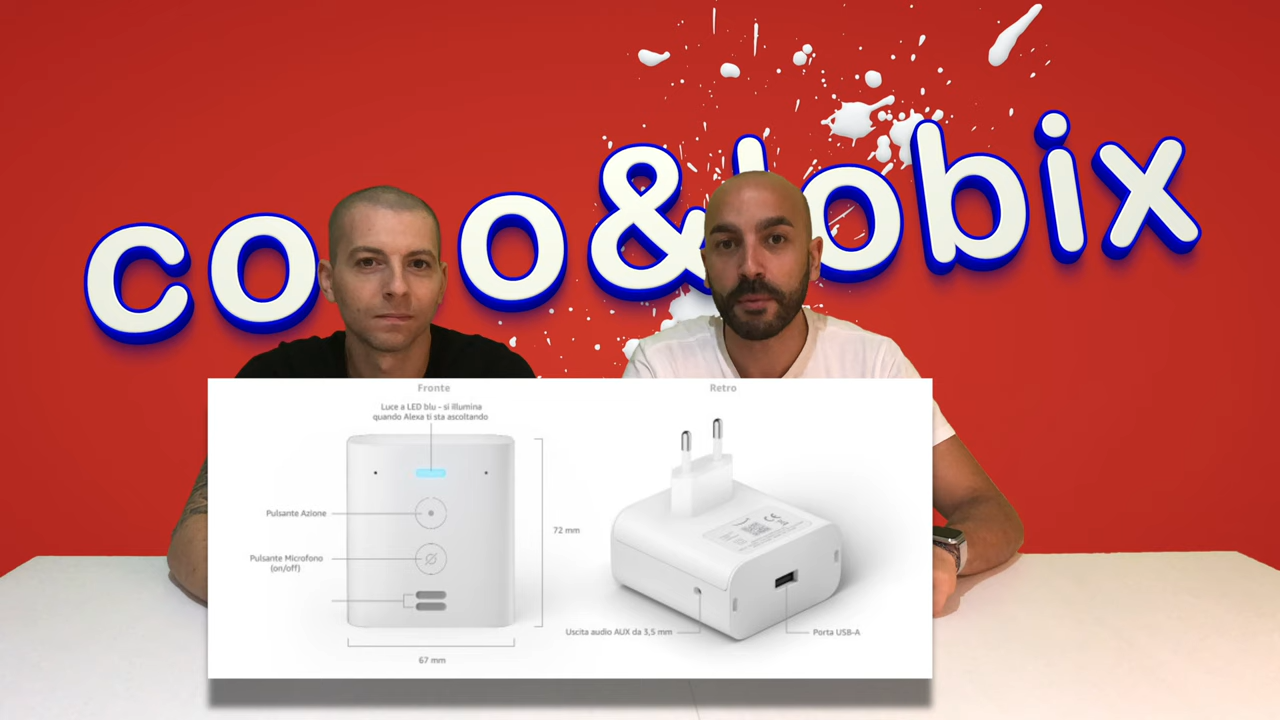 co o&tobix
Fronte
Retro
Luce a LED blu - si illumina
quando Alexa ti sta ascoltando
Pulsante Azione
Pulsante Microfono
(on/off)
72 mm
67 mm
Uscita audio AUX da 3,5 mm
Porta USB-A